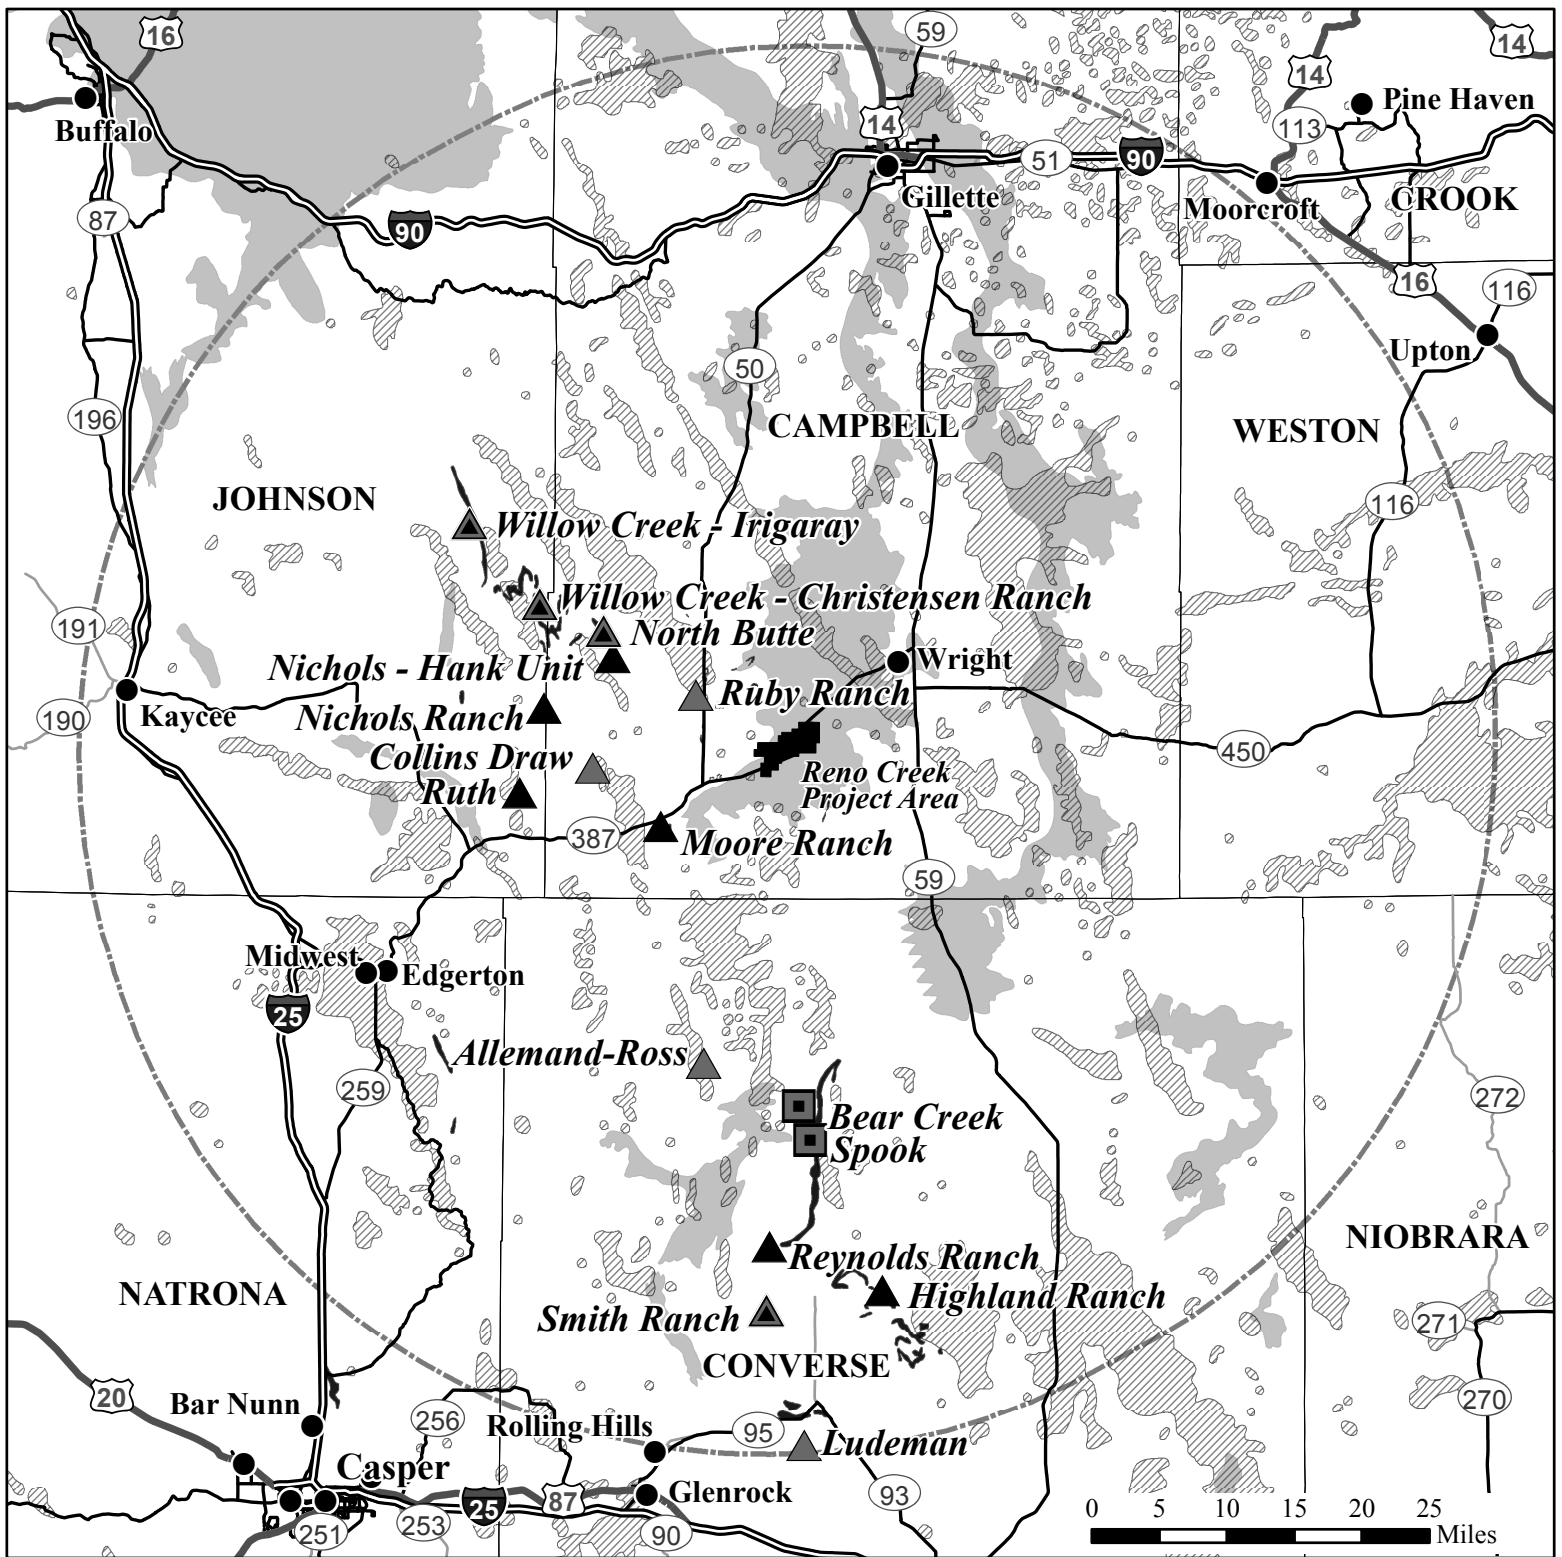 16
59
14
14
Pine Haven
Buffalo
14
113
51
90
Gillette
Moorcroft
CROOK
87
90
16
116
Upton
50
196
CAMPBELL
WESTON
JOHNSON
116
Willow Creek - Irigaray
Willow Creek - Christensen Ranch
191
North Butte
Nichols - Hank Unit
Wright
Ruby Ranch
190
Kaycee
Nichols Ranch
450
Collins Draw
Reno Creek
Project Area
Ruth
387
Moore Ranch
59
Midwest
Edgerton
25
Allemand-Ross
259
272
Bear Creek
Spook
NIOBRARA
Reynolds Ranch
NATRONA
Highland Ranch
Smith Ranch
271
CONVERSE
20
Bar Nunn
256
Rolling Hills
95
270
Ludeman
Casper
25
87
Glenrock
93
251
253
90
0 5 10 15 20 25
Miles